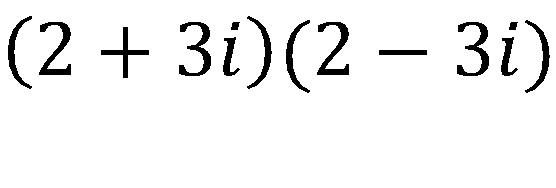 (2 + 3i)(2 − 3i)